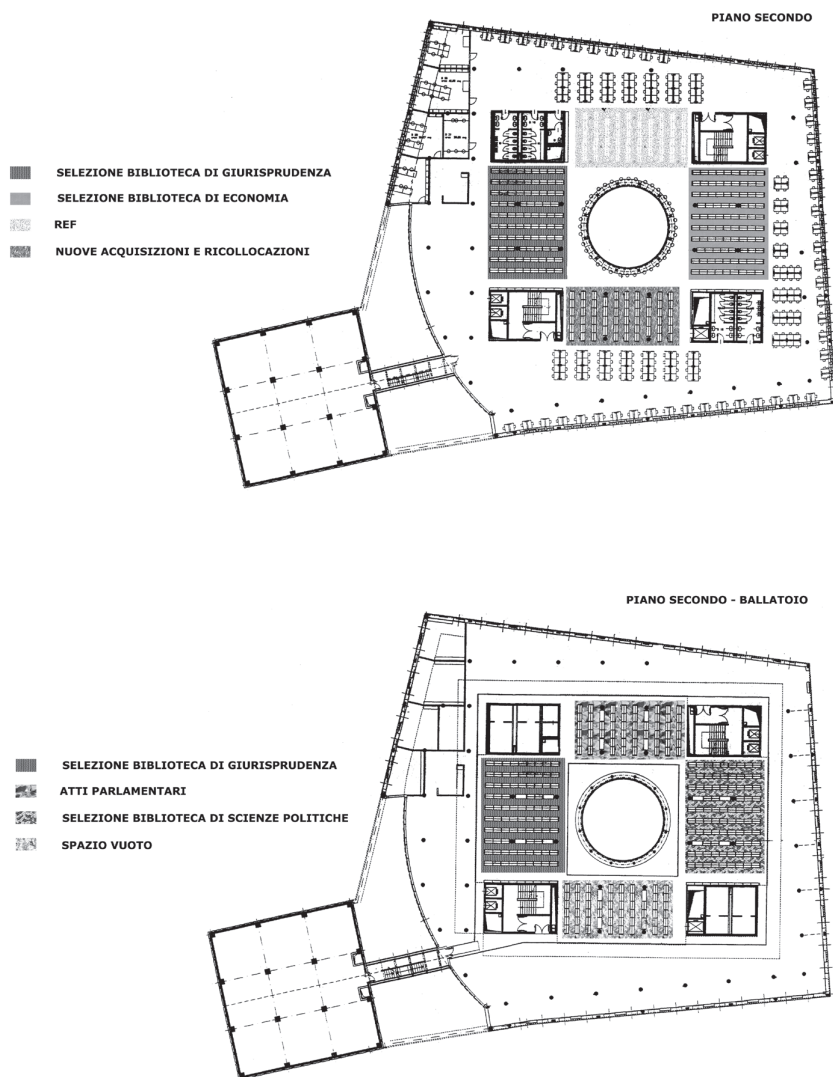 PIANO SECONDO
SELEZIONE BIBLIOTECA DI GIURISPRUDENZA
SELEZIONE BIBLIOTECA DI ECONOMIA
REF
NUOVE ACQUISIZIONI E RICOLLOCAZIONI
PIANO SECONDO - BALLATOIO
SELEZIONE BIBLIOTECA DI GIURISPRUDENZA
ATTI PARLAMENTARI
SELEZIONE BIBLIOTECA DI SCIENZE POLITICHE
SPAZIO VUOTO